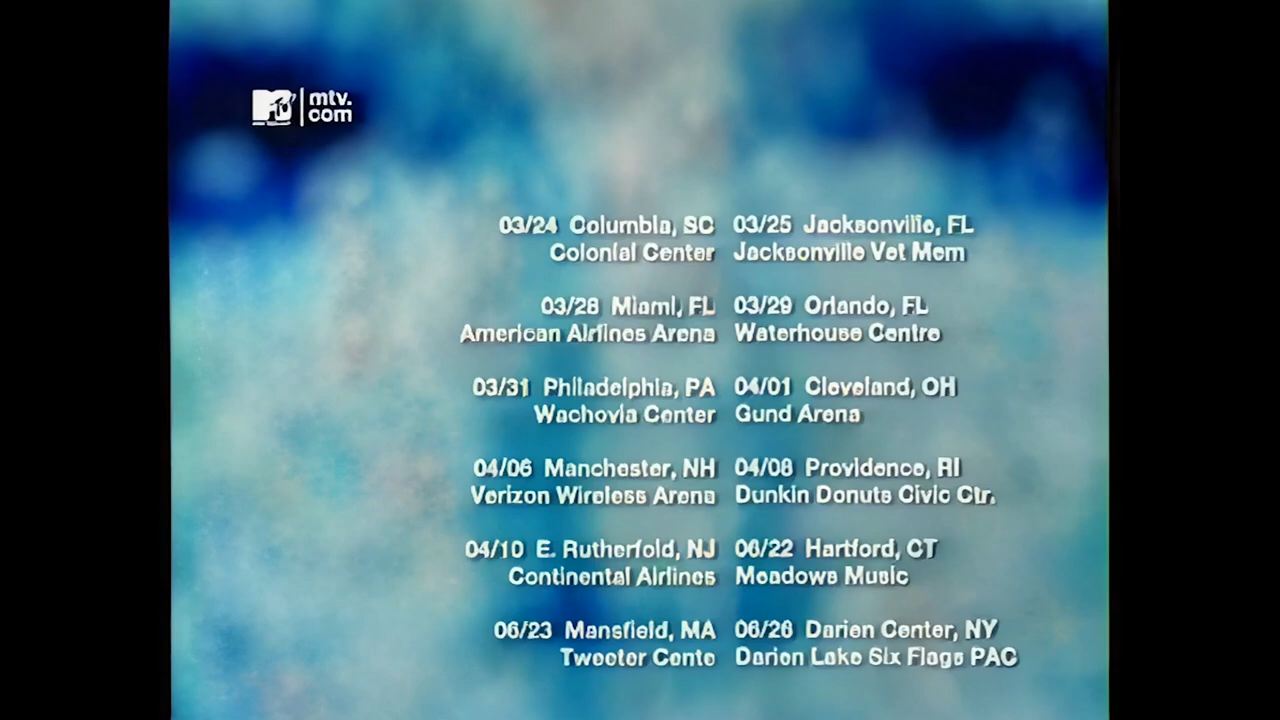 MTV
mtv.
com
03/24 Columbia, SC
Colonial Center
03/25 Jacksonville, FL
Jacksonville Vet Mem
03/28 Miami, FL
American Airlines Arena
03/29 Orlando, FL
Waterhouse Centre
03/31 Philadelphia, PA
Wachovia Center
04/01 Cleveland, OH
Gund Arena
04/06 Manchester, NH
Verizon Wireless Arena
04/08 Providence, RI
Dunkin Donuts Civic Ctr.
04/10 E. Rutherfold, NJ
Continental Airlines
06/22 Hartford, CT
Meadows Music
06/23 Mansfield, MA
Tweeter Cente
06/26 Darien Center, NY
Darien Lake Six Flags PAC